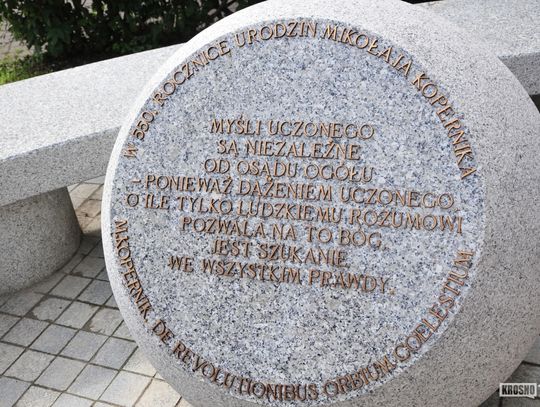 W 550. ROCZNICĘ URODZIN MIKOŁAJA KOPERNIKA
MYŚLI UCZONEGO
SĄ NIEZALEŻNE
OD OSĄDU OGÓŁU
- PONIEWAŻ DĄŻENIEM UCZONEGO,
O ILE TYLKO LUDZKIEMU ROZUMOWI
POZWALA NA TO BÓG,
JEST SZUKANIE
WE WSZYSTKIM PRAWDY.
M.KOPERNIK, DE REVOLUTIONIBUS ORBIUM COELESTIUM
KROSNO